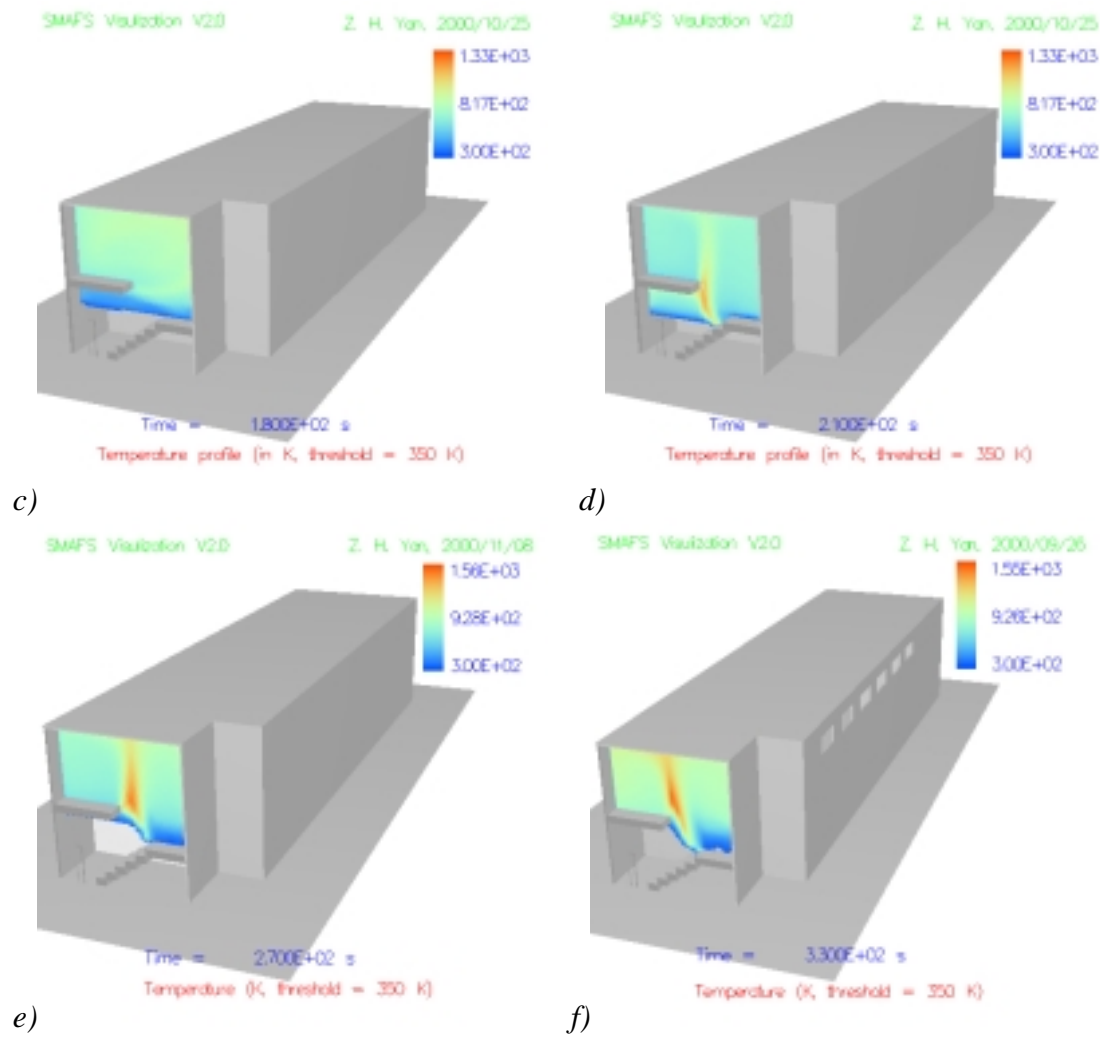 SMAFS Visulization V2.0 Z. H. Yan, 2000/10/25
1.33E+03
8.17E+02
3.00E+02
Time = 1.800E+02 s
Temperature profile (in K, threshold = 350 K)
c)
SMAFS Visulization V2.0 Z. H. Yan, 2000/10/25
1.33E+03
8.17E+02
3.00E+02
Time = 2.100E+02 s
Temperature profile (in K, threshold = 350 K)
d)
SMAFS Visulization V2.0 Z. H. Yan, 2000/11/08
1.56E+03
9.28E+02
3.00E+02
Time = 2.700E+02 s
Temperature (K, threshold = 350 K)
e)
SMAFS Visulization V2.0 Z. H. Yan, 2000/09/26
1.55E+03
9.26E+02
3.00E+02
Time = 3.300E+02 s
Temperature (K, threshold = 350 K)
f)